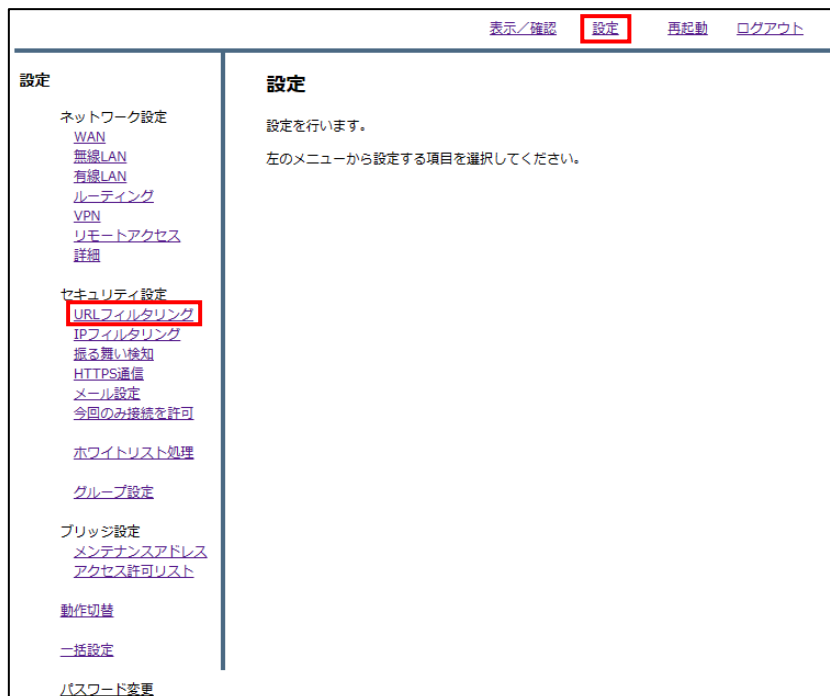 表示／確認 設定 再起動 ログアウト
設定
ネットワーク設定
WAN
無線LAN
有線LAN
ルーティング
VPN
リモートアクセス
詳細
セキュリティ設定
URLフィルタリング
IPフィルタリング
振る舞い検知
HTTPS通信
メール設定
今回のみ接続を許可
ホワイトリスト処理
グループ設定
ブリッジ設定
メンテナンスアドレス
アクセス許可リスト
動作切替
一括設定
パスワード変更
設定
設定を行います。
左のメニューから設定する項目を選択してください。